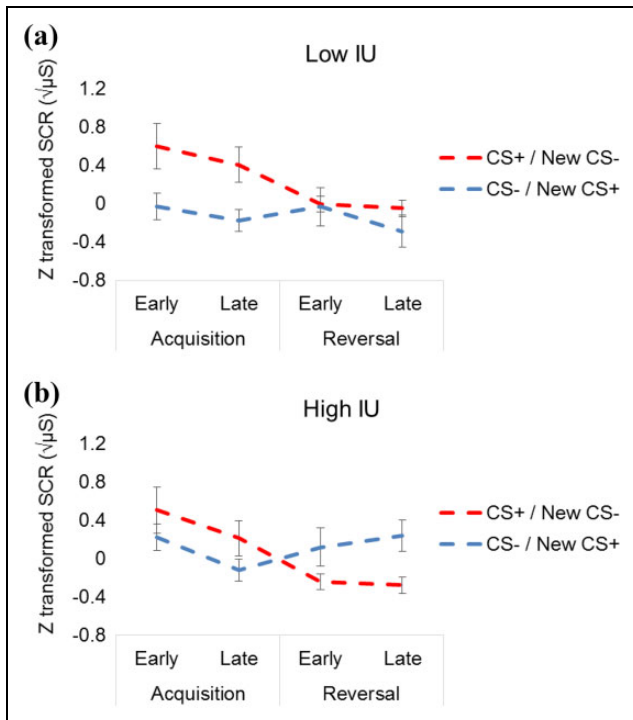 (a)
Low IU
Z transformed SCR (√μS)
1.2
0.8
0.4
0
-0.4
-0.8
CS+ / New CS-
CS- / New CS+
Early Late Early Late
Acquisition Reversal
(b)
High IU
Z transformed SCR (√μS)
1.2
0.8
0.4
0
-0.4
-0.8
CS+ / New CS-
CS- / New CS+
Early Late Early Late
Acquisition Reversal